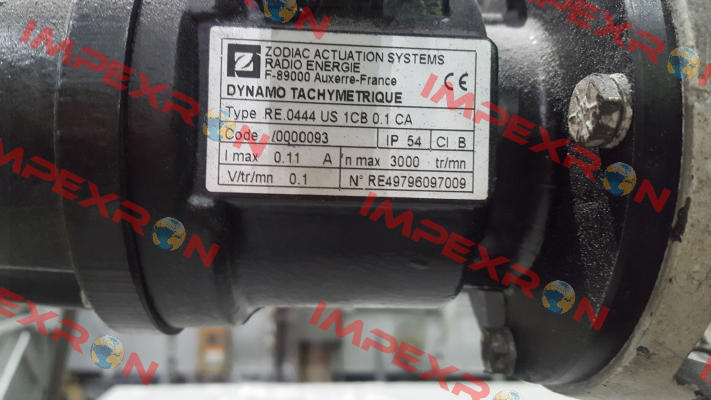 ZODIAC ACTUATION SYSTEMS
RADIO ENERGIE
F-89000 Auxerre-France
CE
DYNAMO TACHYMETRIQUE
Type RE.0444 US 1CB 0.1 CA
Code /0000093 IP 54 Cl B
I max 0.11 A n max 3000 tr/mn
V/tr/mn 0.1 N° RE49796097009
IMPEXRON
IMPEXRON
IMPEXRON
IMPEXRON
IMPEXRON